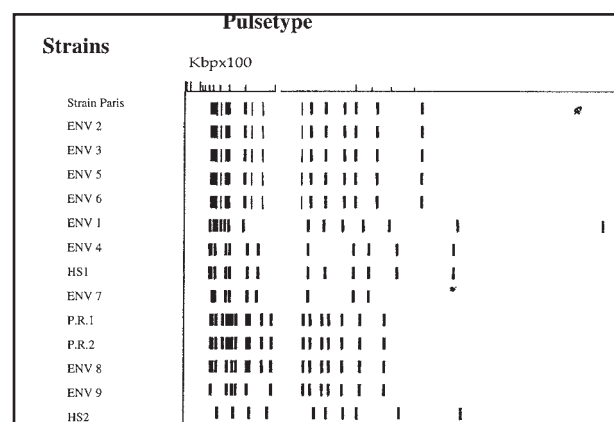 Pulsetype
Strains
Kbpx100
Strain Paris
ENV 2
ENV 3
ENV 5
ENV 6
ENV 1
ENV 4
HS1
ENV 7
P.R.1
P.R.2
ENV 8
ENV 9
HS2